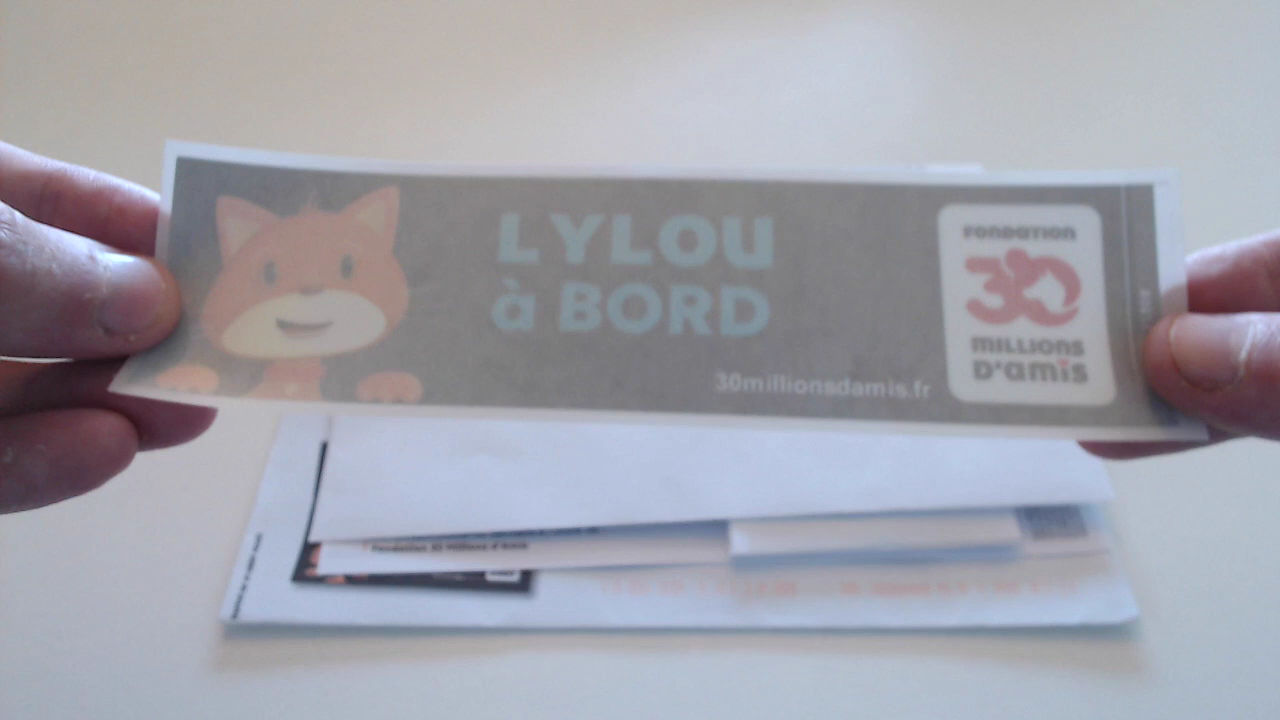 LYLOU
à BORD
30millionsdamis.fr
FONDATION
30
MILLIONS
D'amis
Fondation 30 Millions d'Amis